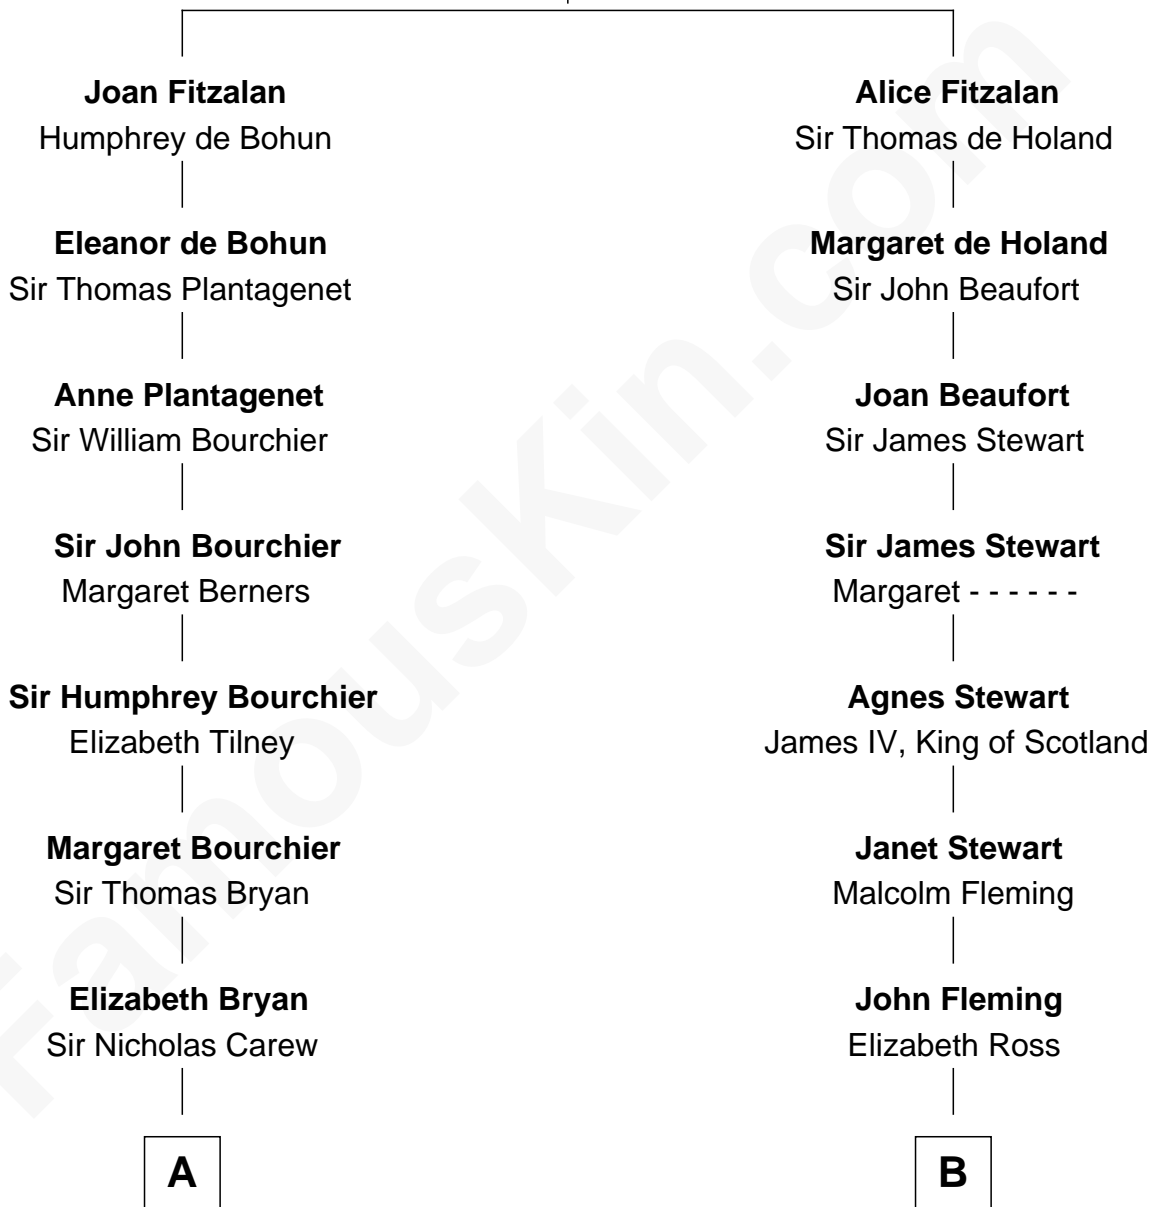 Joan Fitzalan
Humphrey de Bohun
Eleanor de Bohun
Sir Thomas Plantagenet
Anne Plantagenet
Sir William Bourchier
Sir John Bourchier
Margaret Berners
Sir Humphrey Bourchier
Elizabeth Tilney
Margaret Bourchier
Sir Thomas Bryan
Elizabeth Bryan
Sir Nicholas Carew
A
Alice Fitzalan
Sir Thomas de Holand
Margaret de Holand
Sir John Beaufort
Joan Beaufort
Sir James Stewart
Sir James Stewart
Margaret - - - - - -
Agnes Stewart
James IV, King of Scotland
Janet Stewart
Malcolm Fleming
John Fleming
Elizabeth Ross
B
FamousKin.com